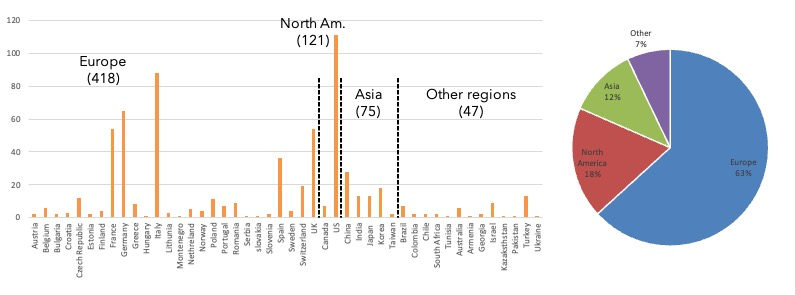 120
100
80
60
40
20
0
Europe
(418)
North Am.
(121)
Asia
(75)
Other regions
(47)
Austria
Belgium
Bulgaria
Croatia
Czech Republic
Estonia
Finland
France
Germany
Greece
Hungary
Italy
Lithuania
Montenegro
Netherland
Norway
Poland
Portugal
Romania
Serbia
slovakia
Slovenia
Spain
Sweden
Switzerland
UK
Canada
US
China
India
Japan
Korea
Taiwan
Brazil
Colombia
Chile
South Africa
Tunisia
Australia
Armenia
Georgia
Israel
Pakistan
Turkey
Ukraine
Other
7%
Asia
12%
North
America
18%
Europe
63%